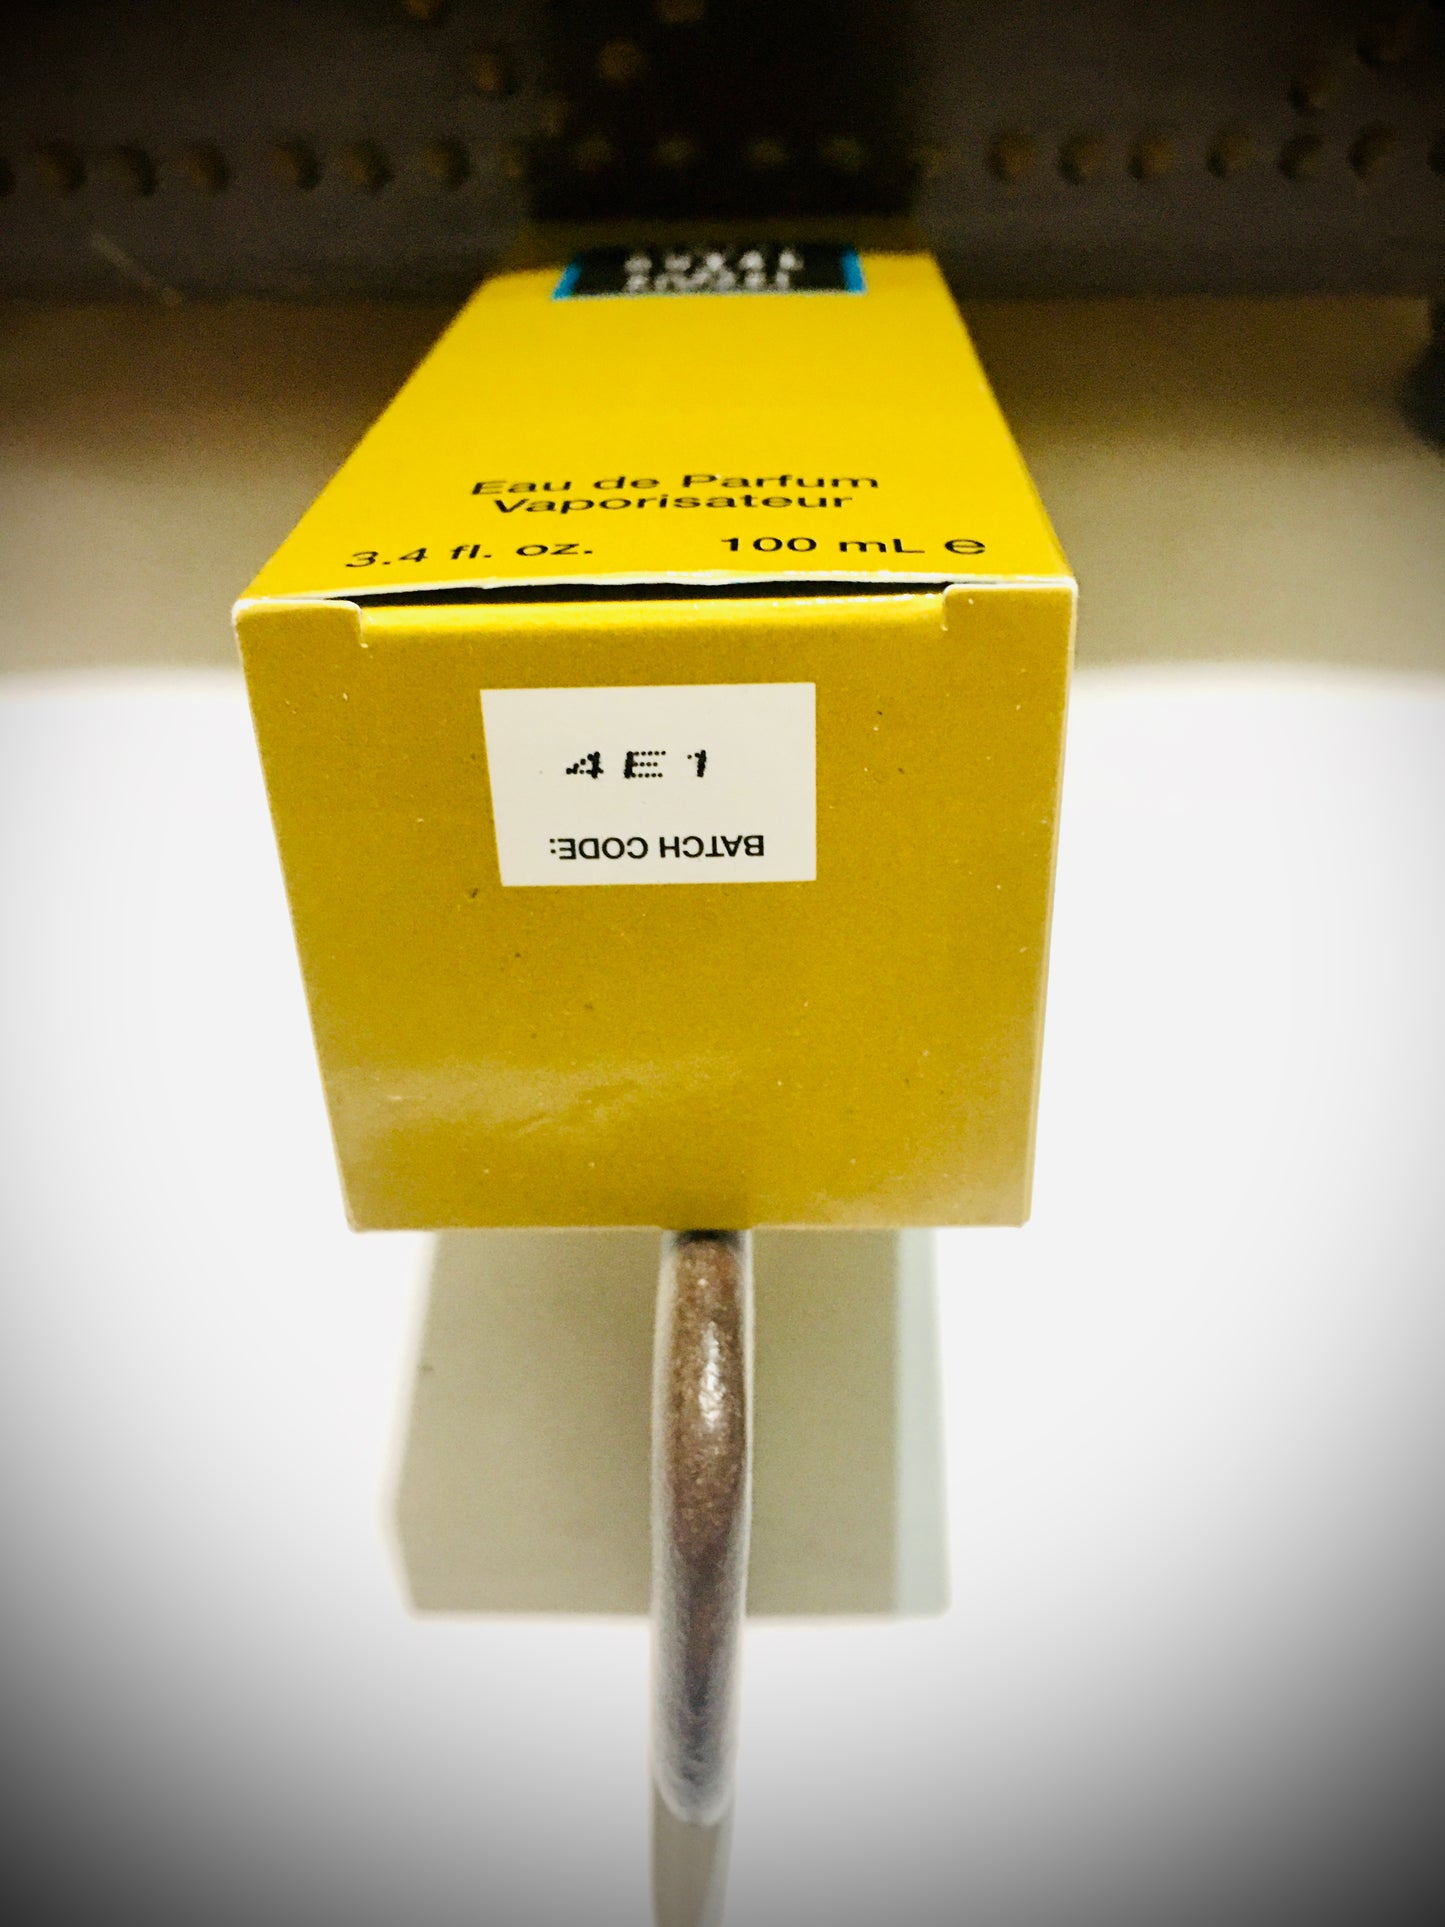 Eau de Parfum
Vaporisateur
3.4 fl. oz. 100 mL ℮
4E1
BATCH CODE: